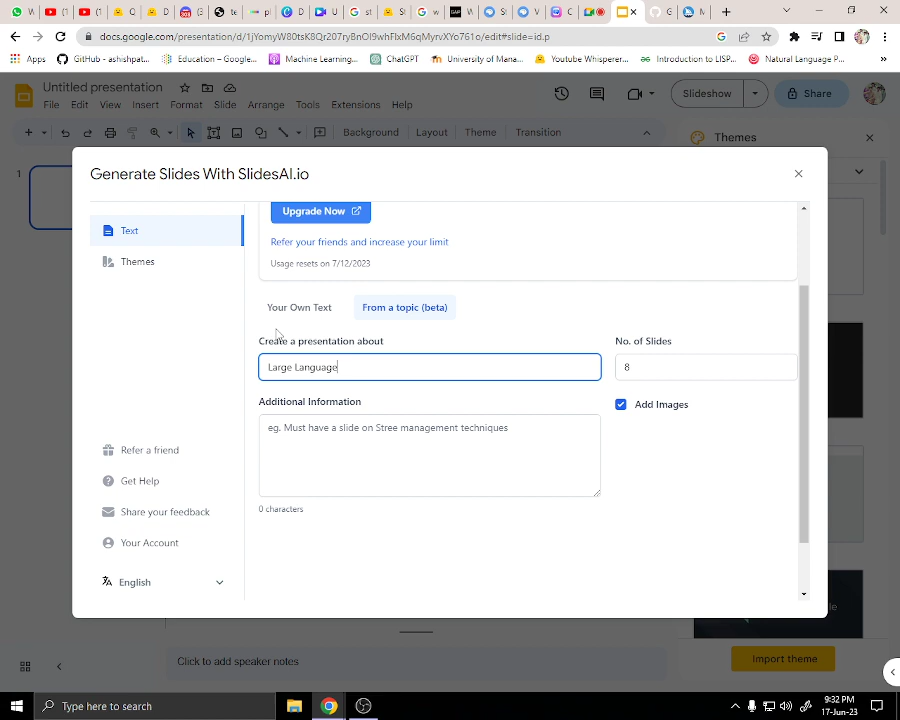 docs.google.com/presentation/d/1jYomyW80tsK8Qr207ryBnOI9whFlxM6qMyrvXYo761o/edit#slide=id.p
Apps
GitHub - ashishpat...
Education – Google...
Machine Learning:...
ChatGPT
University of Mana...
Youtube Whisperer...
Introduction to LISP...
Natural Language P...
Untitled presentation
File Edit View Insert Format Slide Arrange Tools Extensions Help
Slideshow
Share
Background Layout Theme Transition
Themes
1
Generate Slides With SlidesAI.io
Text
Themes
Upgrade Now
Refer your friends and increase your limit
Usage resets on 7/12/2023
Your Own Text
From a topic (beta)
Create a presentation about
No. of Slides
Large Language
8
Additional Information
Add Images
eg. Must have a slide on Stree management techniques
0 characters
Refer a friend
Get Help
Share your feedback
Your Account
English
Click to add speaker notes
Import theme
Type here to search
9:32 PM
17-Jun-23